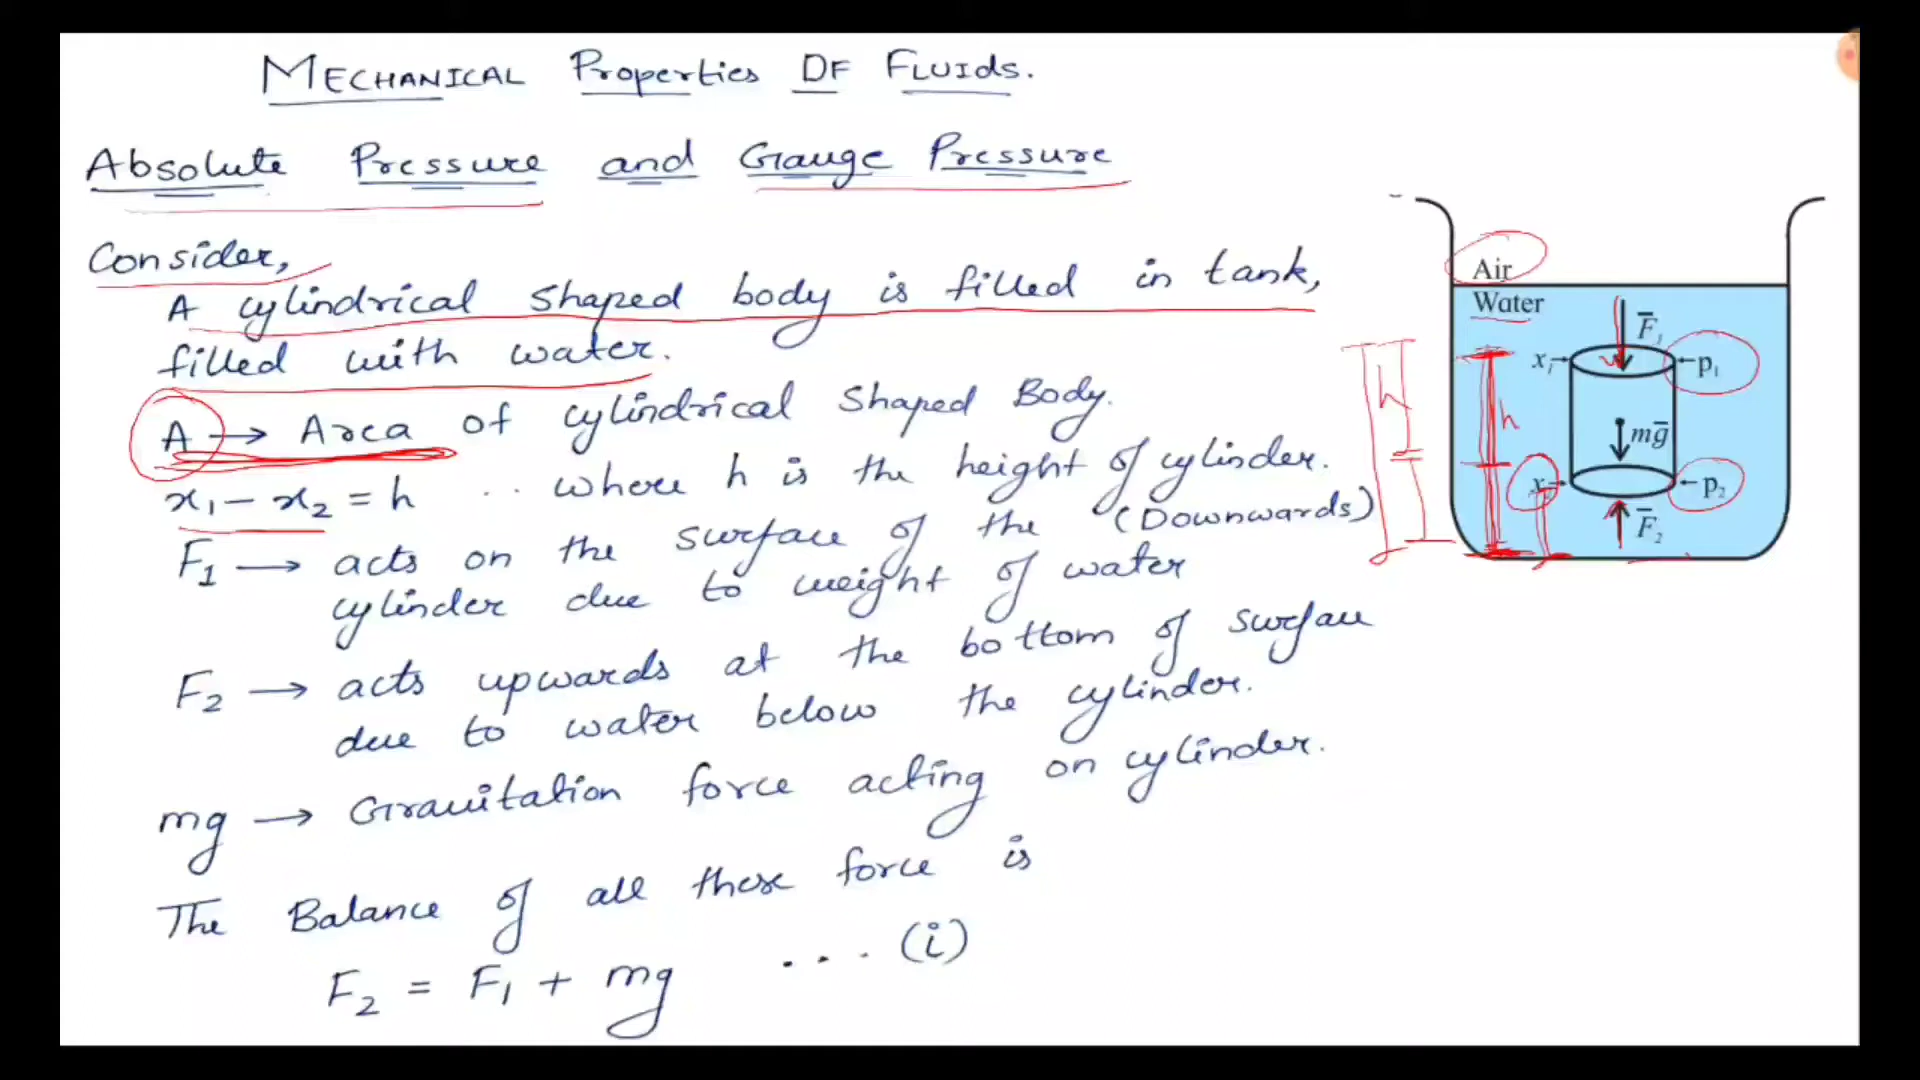 MECHANICAL Properties OF FLUIDS.
Absolute Pressure and Gauge Pressure
Consider,
A cylindrical shaped body is filled in tank,
filled with water.
A → Area of cylindrical Shaped Body.
x₁ - x₂ = h .. where h is the height of cylinder.
F₁ → acts on the surface of the (Downwards)
cylinder due to weight of water
F₂ → acts upwards at the bottom of surface
due to water below the cylinder.
mg → Gravitation force acting on cylinder.
The Balance of all these force is
F₂ = F₁ + mg ... (i)
Air
Water
F̅₁
x₁
p₁
h
h
mg̅
x
p₂
F̅₂